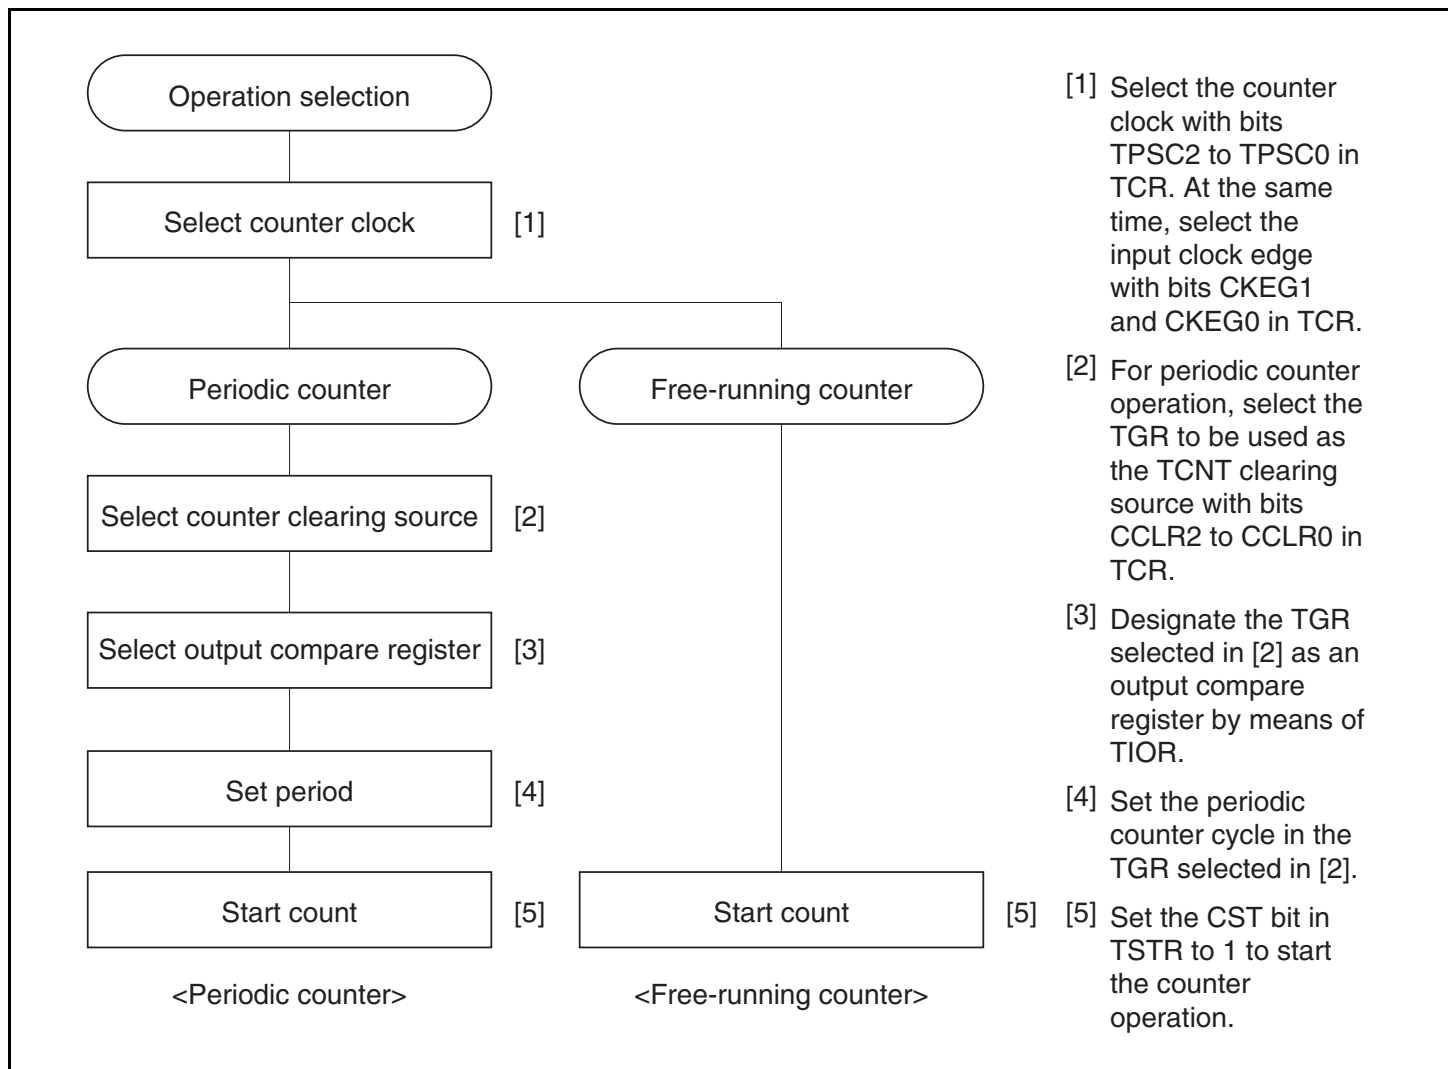 Operation selection
Select counter clock [1]
Periodic counter
Free-running counter
Select counter clearing source [2]
Select output compare register [3]
Set period [4]
Start count [5]
Start count [5]
<Periodic counter>
<Free-running counter>
[1] Select the counter
clock with bits
TPSC2 to TPSC0 in
TCR. At the same
time, select the
input clock edge
with bits CKEG1
and CKEG0 in TCR.
[2] For periodic counter
operation, select the
TGR to be used as
the TCNT clearing
source with bits
CCLR2 to CCLR0 in
TCR.
[3] Designate the TGR
selected in [2] as an
output compare
register by means of
TIOR.
[4] Set the periodic
counter cycle in the
TGR selected in [2].
[5] Set the CST bit in
TSTR to 1 to start
the counter
operation.